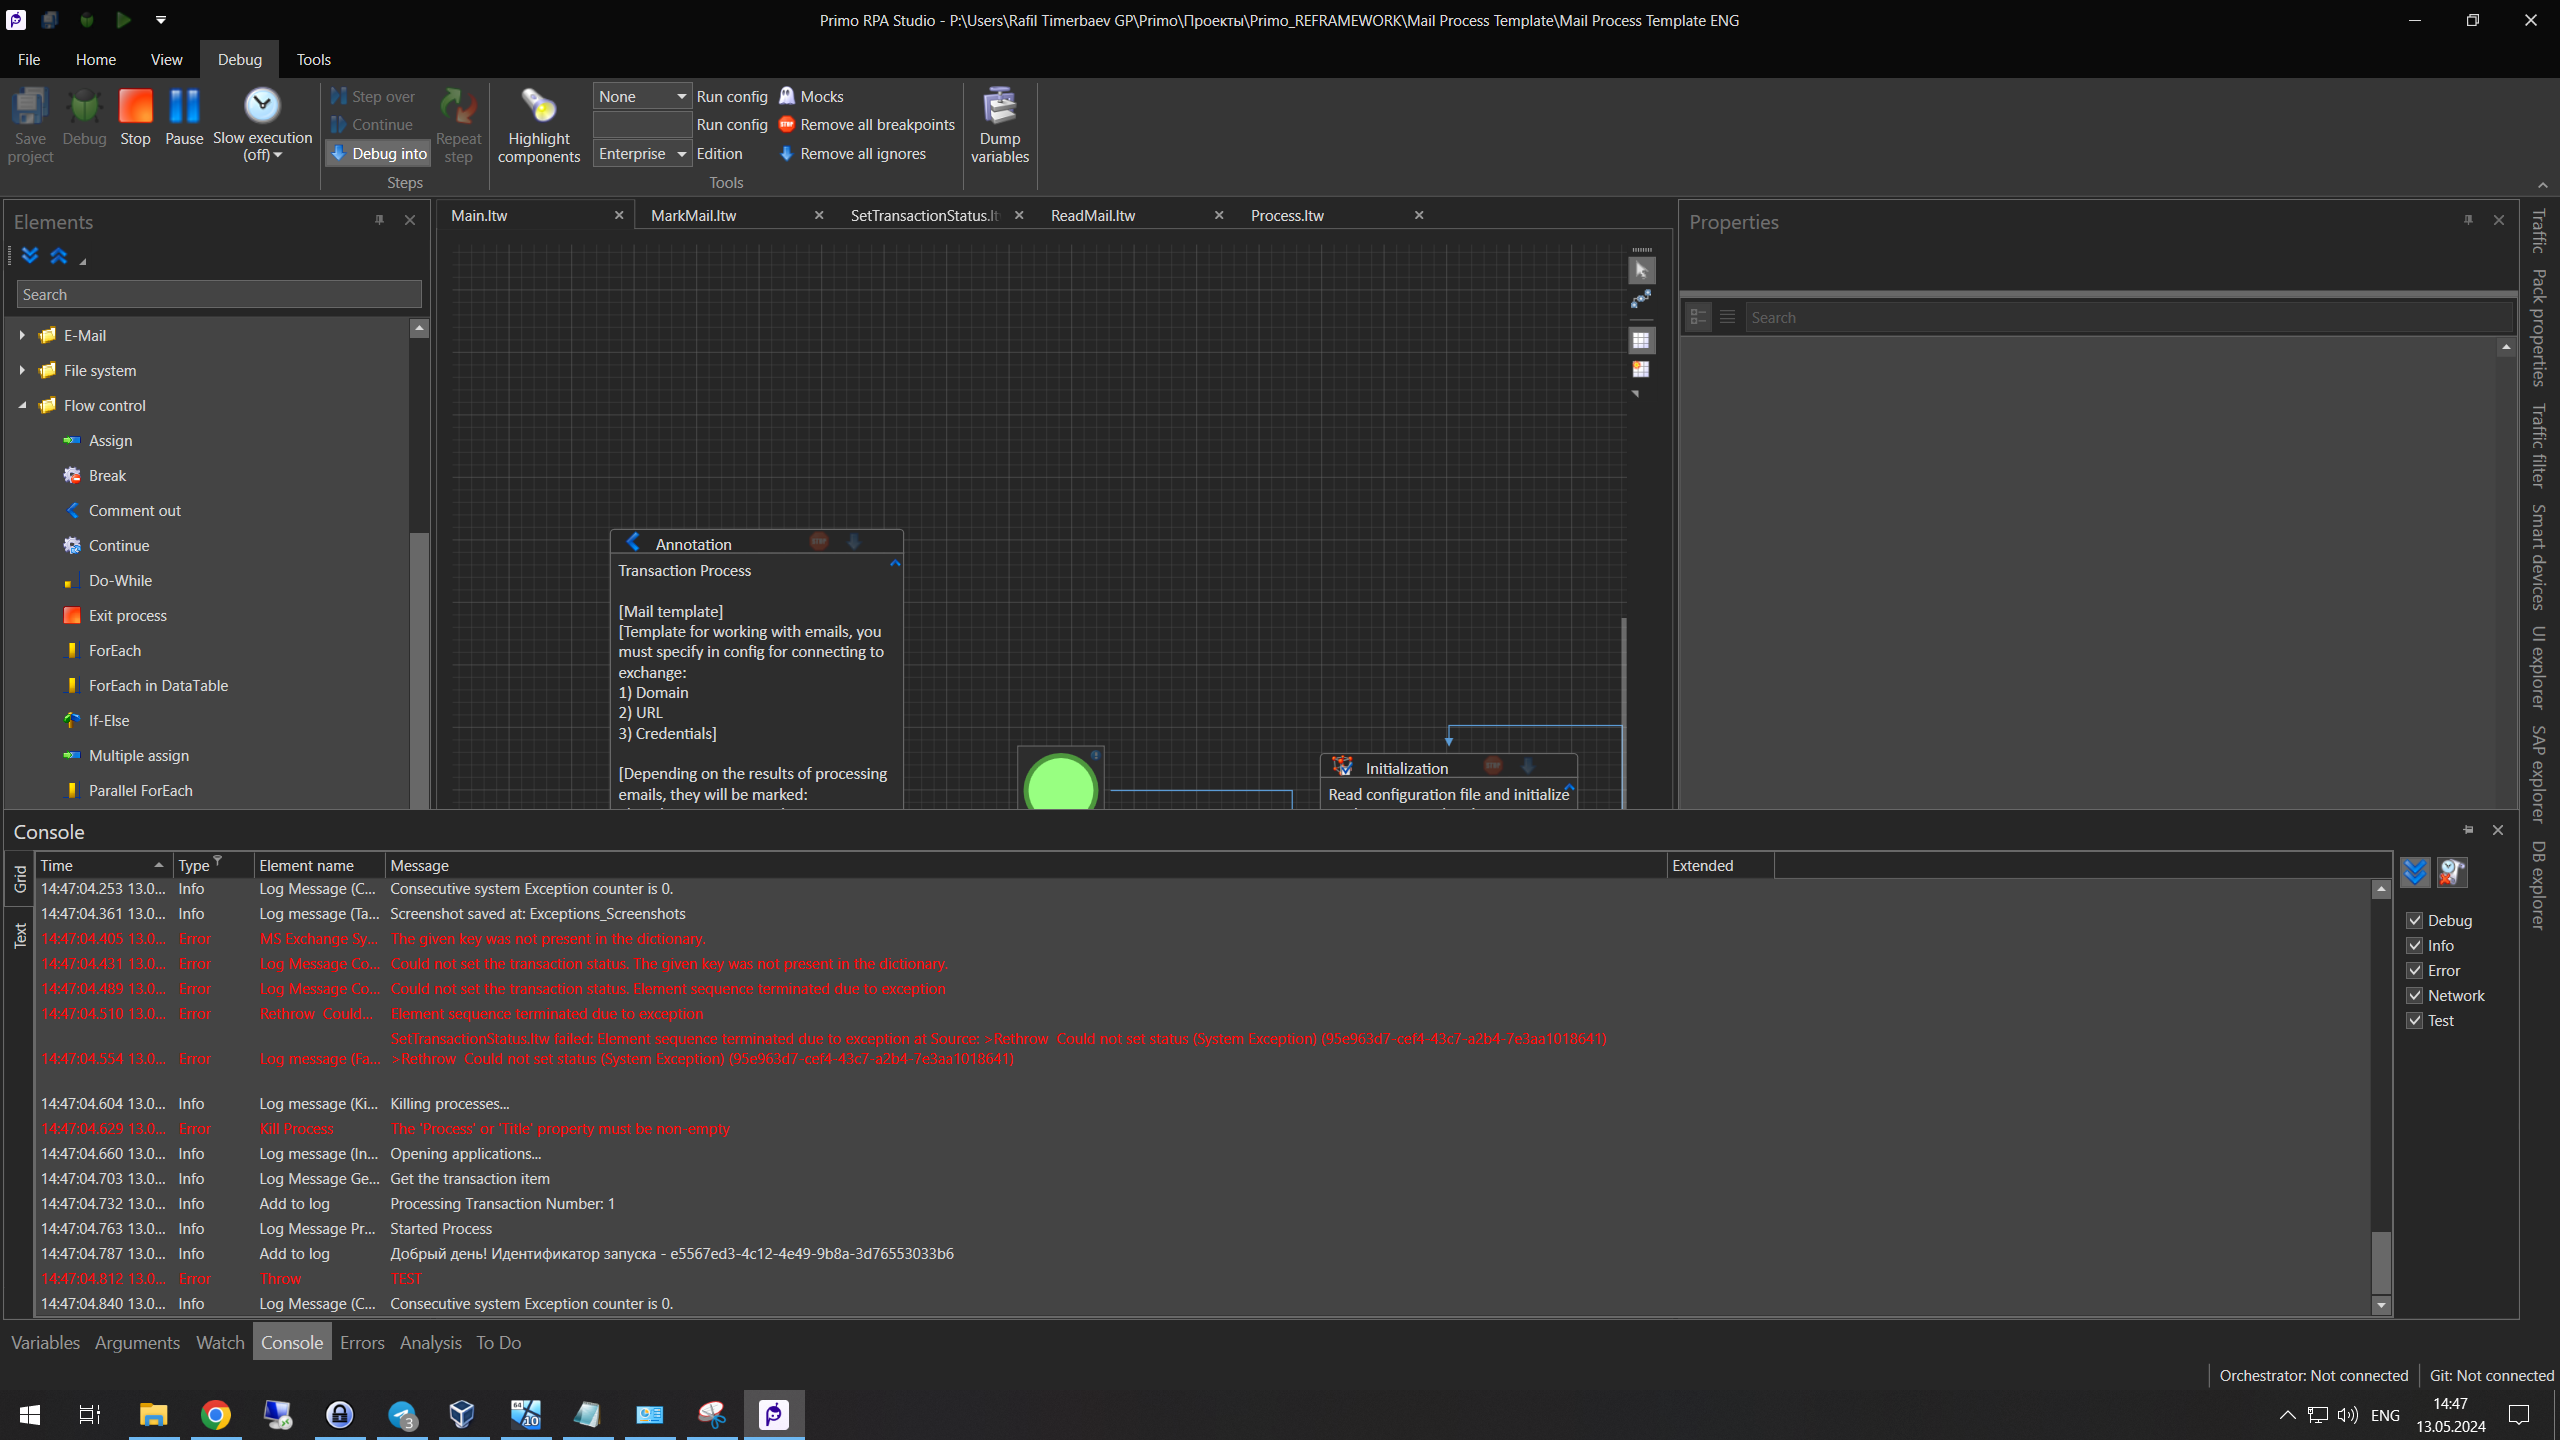 Primo RPA Studio - P:\Users\Rafil Timerbaev GP\Primo\Проекты\Primo_REFRAMEWORK\Mail Process Template\Mail Process Template ENG
File
Home
View
Debug
Tools
Save project
Debug
Stop
Pause
Slow execution (off)
Step over
Continue
Debug into
Repeat step
Steps
Highlight components
None
Run config
Run config
Enterprise
Edition
Mocks
Remove all breakpoints
Remove all ignores
Tools
Dump variables
Elements
Search
E-Mail
File system
Flow control
Assign
Break
Comment out
Continue
Do-While
Exit process
ForEach
ForEach in DataTable
If-Else
Multiple assign
Parallel ForEach
Main.ltw
MarkMail.ltw
SetTransactionStatus.lt
ReadMail.ltw
Process.ltw
Annotation
Transaction Process
[Mail template]
[Template for working with emails, you
must specify in config for connecting to
exchange:
1) Domain
2) URL
3) Credentials]
[Depending on the results of processing
emails, they will be marked:
Initialization
Read configuration file and initialize
Properties
Search
Traffic
Pack properties
Traffic filter
Smart devices
UI explorer
SAP explorer
DB explorer
Console
Grid
Text
Time Type Element name Message Extended
14:47:04.253 13.0... Info Log Message (C... Consecutive system Exception counter is 0.
14:47:04.361 13.0... Info Log message (Ta... Screenshot saved at: Exceptions_Screenshots
14:47:04.405 13.0... Error MS Exchange Sy... The given key was not present in the dictionary.
14:47:04.431 13.0... Error Log Message Co... Could not set the transaction status. The given key was not present in the dictionary.
14:47:04.489 13.0... Error Log Message Co... Could not set the transaction status. Element sequence terminated due to exception
14:47:04.510 13.0... Error Rethrow Could... Element sequence terminated due to exception
SetTransactionStatus.ltw failed: Element sequence terminated due to exception at Source: >Rethrow Could not set status (System Exception) (95e963d7-cef4-43c7-a2b4-7e3aa1018641)
14:47:04.554 13.0... Error Log message (Fa... >Rethrow Could not set status (System Exception) (95e963d7-cef4-43c7-a2b4-7e3aa1018641)
14:47:04.604 13.0... Info Log message (Ki... Killing processes...
14:47:04.629 13.0... Error Kill Process The 'Process' or 'Title' property must be non-empty
14:47:04.660 13.0... Info Log message (In... Opening applications...
14:47:04.703 13.0... Info Log Message Ge... Get the transaction item
14:47:04.732 13.0... Info Add to log Processing Transaction Number: 1
14:47:04.763 13.0... Info Log Message Pr... Started Process
14:47:04.787 13.0... Info Add to log Добрый день! Идентификатор запуска - e5567ed3-4c12-4e49-9b8a-3d76553033b6
14:47:04.812 13.0... Error Throw TEST
14:47:04.840 13.0... Info Log Message (C... Consecutive system Exception counter is 0.
Debug
Info
Error
Network
Test
Variables
Arguments
Watch
Console
Errors
Analysis
To Do
Orchestrator: Not connected
Git: Not connected
3
64
10
ENG
14:47
13.05.2024